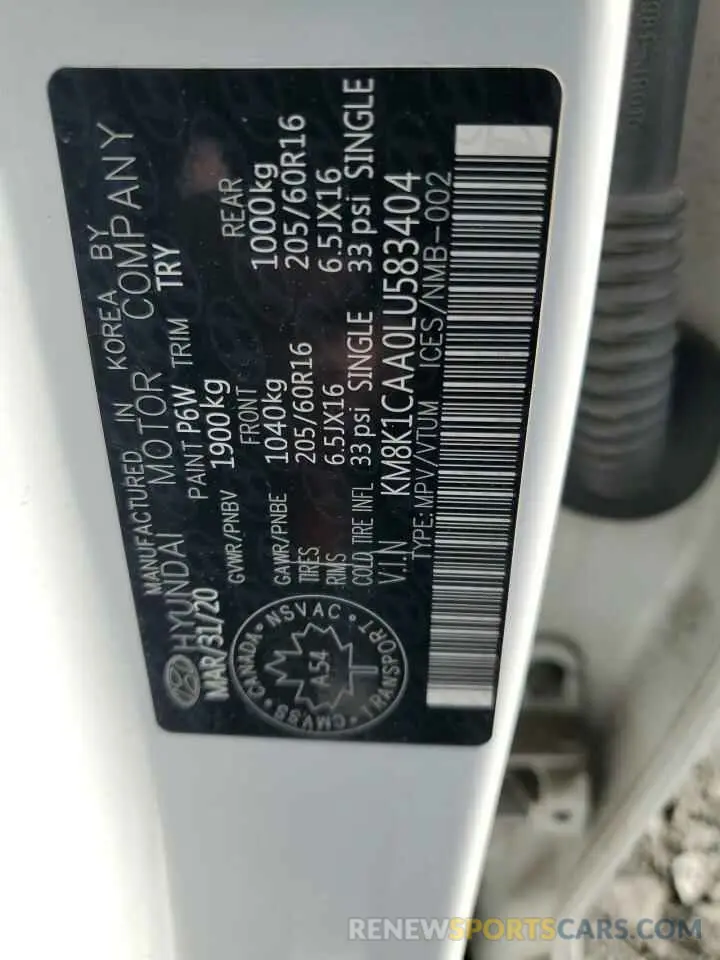 MANUFACTURED IN KOREA BY
HYUNDAI MOTOR COMPANY
MAR/31/20 PAINT P6W TRIM TRY
GVWR/PNBV 1900kg
FRONT REAR
GAWR/PNBE 1040kg 1000kg
TIRES 205/60R16 205/60R16
RIMS 6.5JX16 6.5JX16
COLD TIRE INFL 33 psi SINGLE 33 psi SINGLE
V.I.N KM8K1CAA0LU583404
TYPE: MPV/VTUM ICES/NMB-002
CANADA • NSVAC • TRANSPORT • CMVSS
A54
RENEWSPORTSCARS.COM